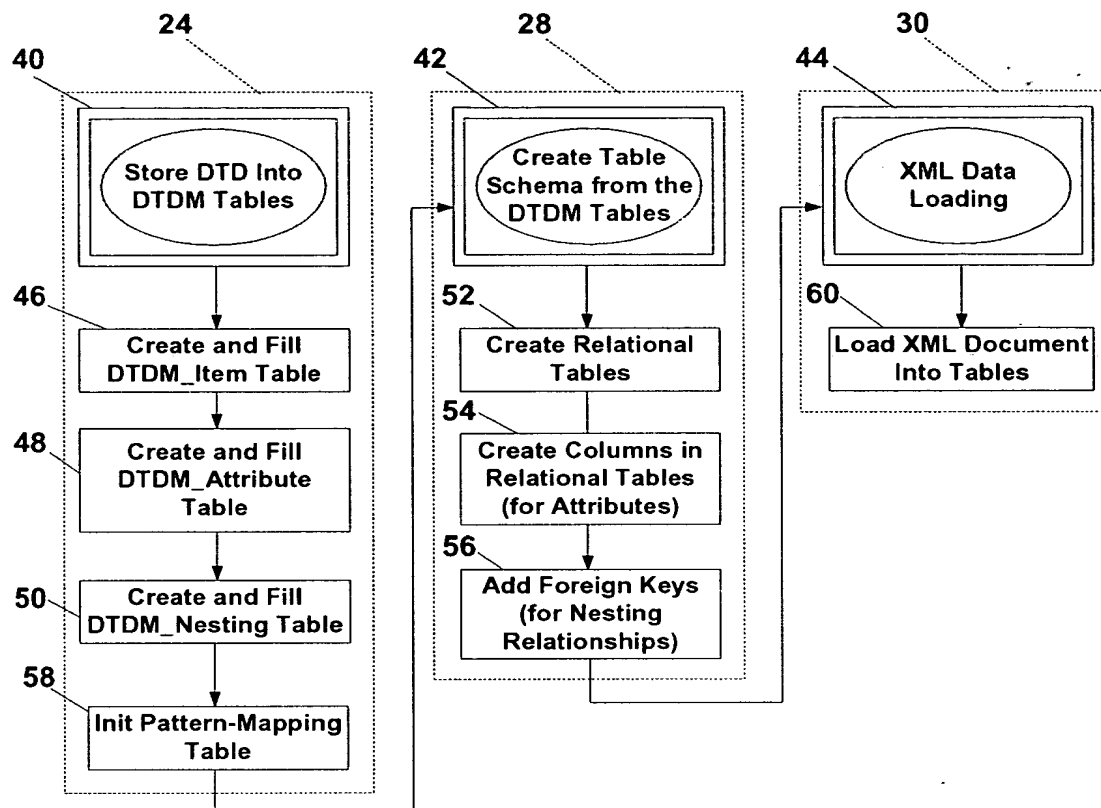 24
40
Store DTD Into
DTDM Tables
46
Create and Fill
DTDM_Item Table
48
Create and Fill
DTDM_Attribute
Table
50
Create and Fill
DTDM_Nesting Table
58
Init Pattern-Mapping
Table
28
42
Create Table
Schema from the
DTDM Tables
52
Create Relational
Tables
54
Create Columns in
Relational Tables
(for Attributes)
56
Add Foreign Keys
(for Nesting
Relationships)
30
44
XML Data
Loading
60
Load XML Document
Into Tables